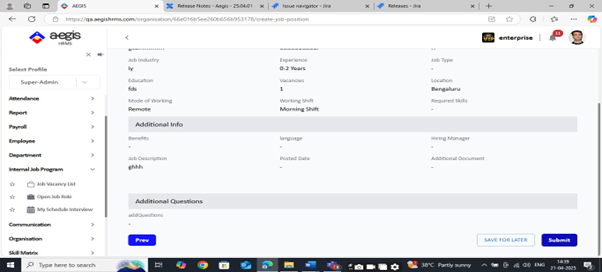 AEGIS
Release Notes - Aegis - 25.04.01
Issue navigator - Jira
Releases - Jira
https://qa.aegishrms.com/organisation/66e016b5ee260b656b953178/create-job-position
aegis
HRMS
enterprise
Select Profile
Super-Admin
Attendance
Report
Payroll
Employee
Department
Internal Job Program
Job Vacancy List
Open Job Role
My Schedule Interview
Communication
Organisation
Skill Matrix
Job Industry
Experience
Job Type
iy
0-2 Years
-
Education
Vacancies
Location
fds
1
Bengaluru
Mode of Working
Working Shift
Required Skills
Remote
Morning Shift
-
Additional Info
Benefits
language
Hiring Manager
-
-
-
Job Description
Posted Date
Additional Document
ghhh
-
-
Additional Questions
addQuestions
-
Prev
SAVE FOR LATER
Submit
Type here to search
38°C Partly sunny
ENG
14:39
21-04-2025